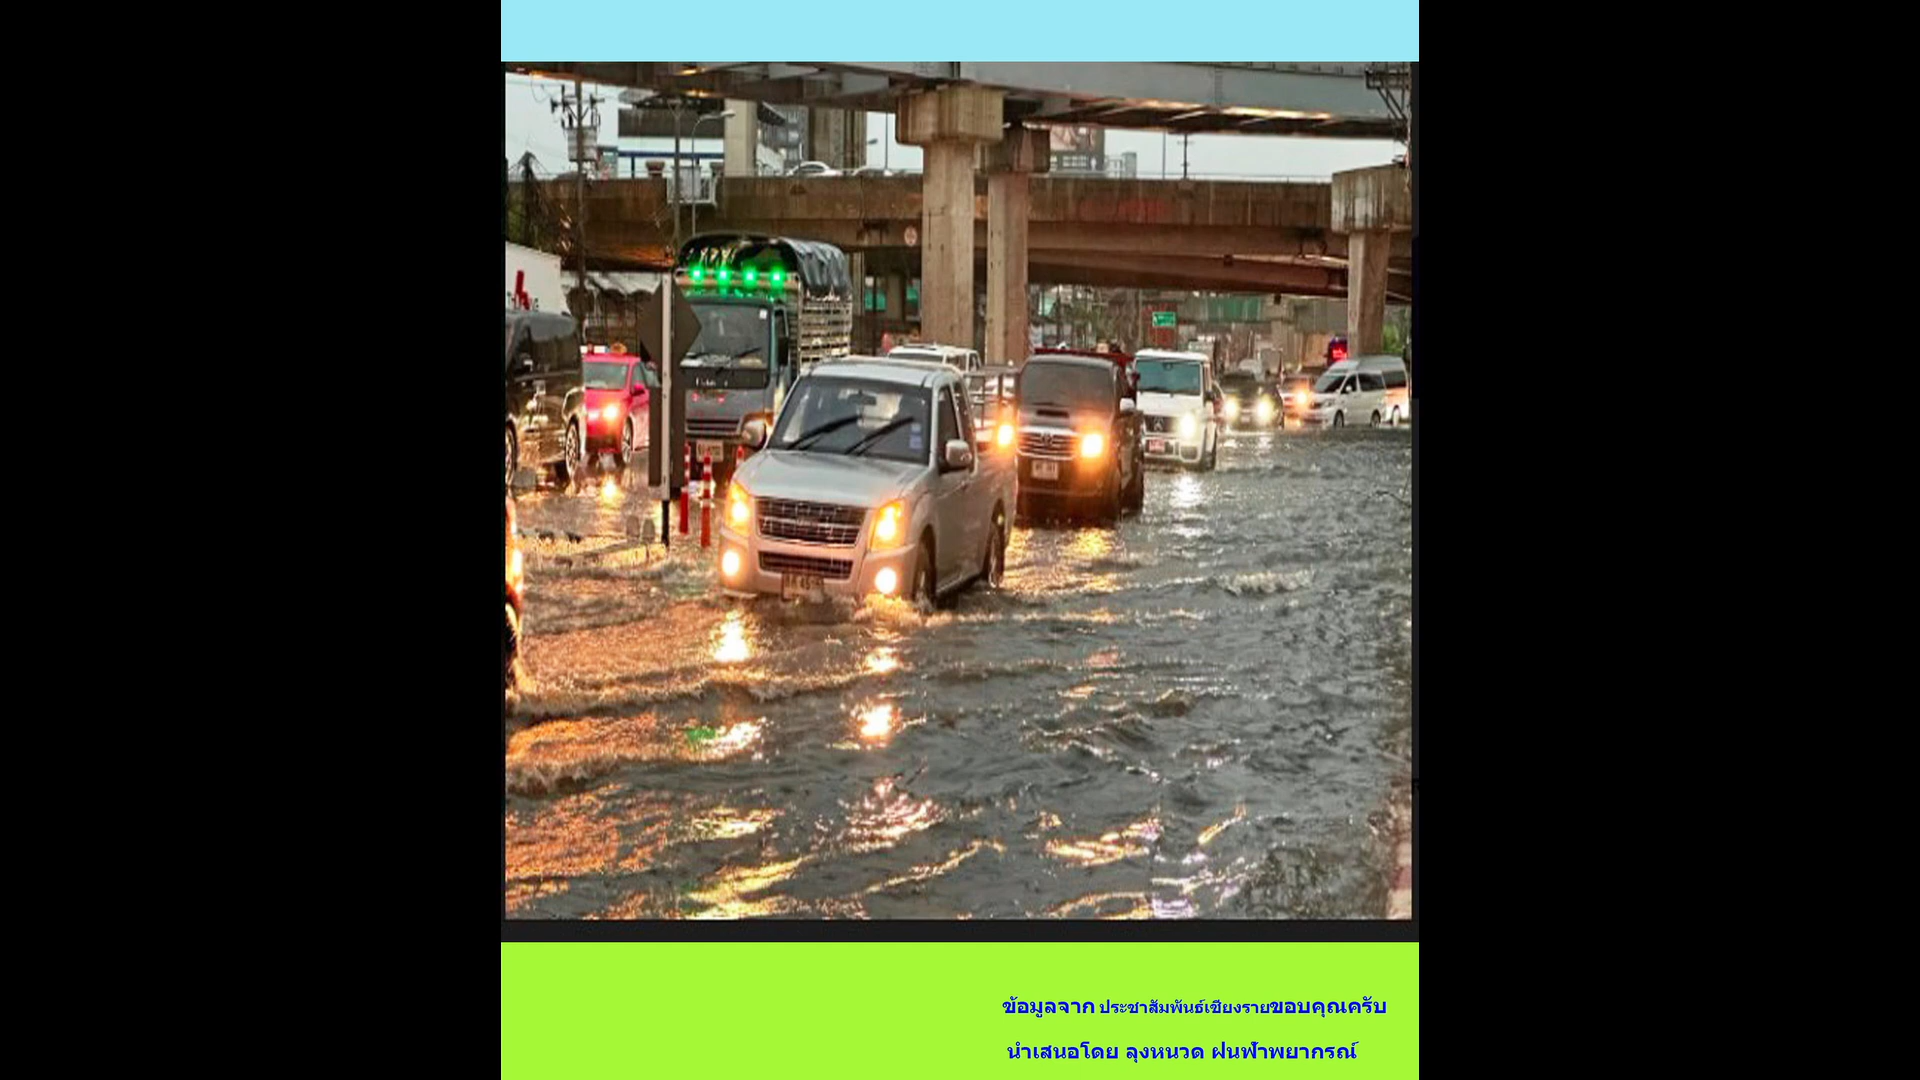 ข้อมูลจาก ประชาสัมพันธ์เชียงรายขอบคุณครับ
นำเสนอโดย ลุงหนวด ฝนฟ้าพยากรณ์